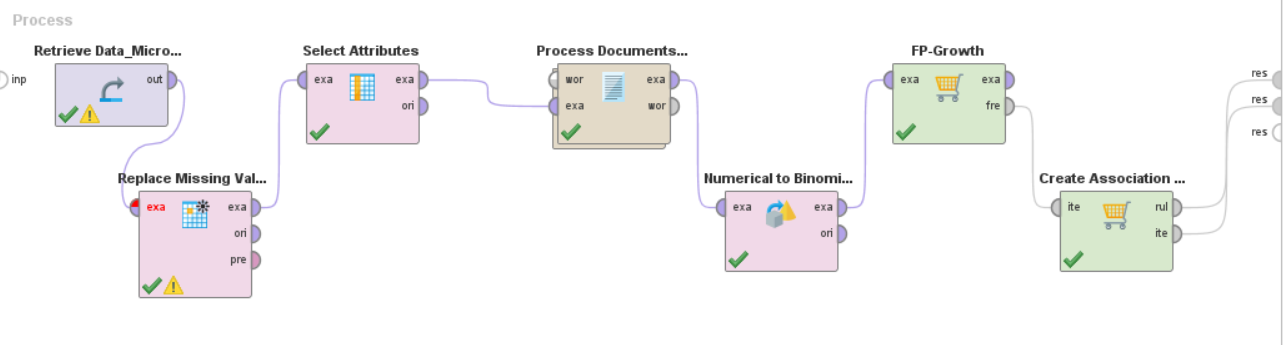 Process
inp
Retrieve Data_Micro...
out
Replace Missing Val...
exa
exa
ori
pre
Select Attributes
exa
exa
ori
Process Documents...
wor
exa
exa
wor
Numerical to Binomi...
exa
exa
ori
FP-Growth
exa
exa
fre
Create Association ...
ite
rul
ite
res
res
res